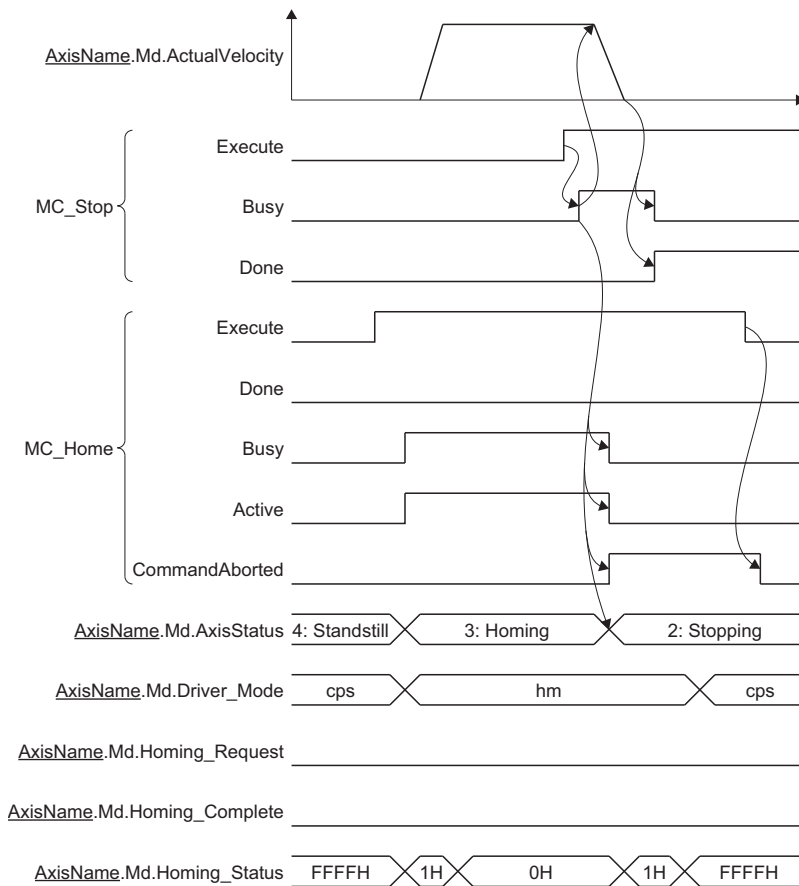 AxisName.Md.ActualVelocity
MC_Stop
Execute
Busy
Done
MC_Home
Execute
Done
Busy
Active
CommandAborted
AxisName.Md.AxisStatus 4: Standstill 3: Homing 2: Stopping
AxisName.Md.Driver_Mode cps hm cps
AxisName.Md.Homing_Request
AxisName.Md.Homing_Complete
AxisName.Md.Homing_Status FFFFH 1H 0H 1H FFFFH